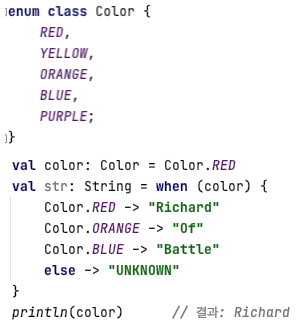 enum class Color {
    RED,
    YELLOW,
    ORANGE,
    BLUE,
    PURPLE;
}
val color: Color = Color.RED
val str: String = when (color) {
    Color.RED -> "Richard"
    Color.ORANGE -> "Of"
    Color.BLUE -> "Battle"
    else -> "UNKNOWN"
}
println(color)      // 결과: Richard